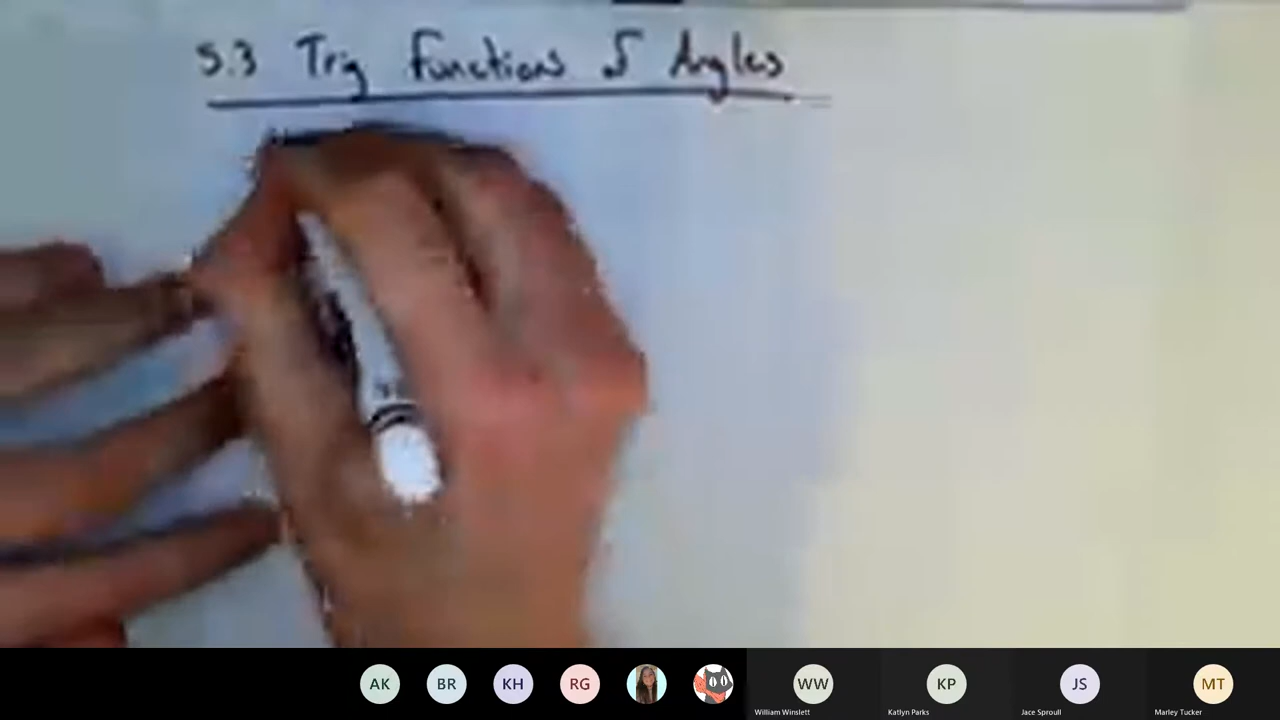 5.3 Trig Functions of Angles
AK BR KH RG WW KP JS MT
William Winslett Katlyn Parks Jace Sproull Marley Tucker